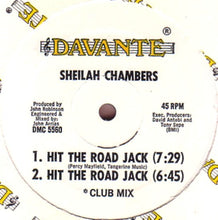 DAVANTE®
SHEILAH CHAMBERS
Produced by
John Robinson
Engineered &
Mixed by:
John Arrias
DMC 5560
45 RPM
Exec. Producers:
David Antobi and
Tony Sepe
(BMI)
1. HIT THE ROAD JACK (7:29)
(Percy Mayfield, Tangerine Music)
2. HIT THE ROAD JACK (6:45)
° CLUB MIX